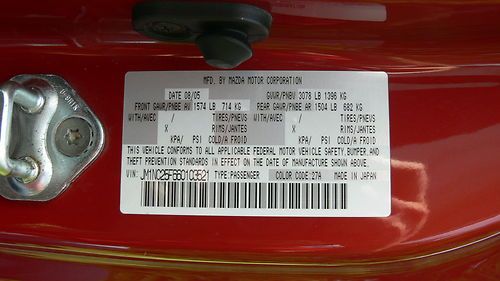 MFD. BY MAZDA MOTOR CORPORATION
DATE 08/05 GVWR/PNBV 3078 LB 1396 KG
FRONT GAWR/PNBE AV 1574 LB 714 KG REAR GAWR/PNBE AR 1504 LB 682 KG
WITH/AVEC / TIRES/PNEUS WITH/AVEC / TIRES/PNEUS
X RIMS/JANTES X RIMS/JANTES
KPA/ PSI COLD/A FROID KPA/ PSI COLD/A FROID
THIS VEHICLE CONFORMS TO ALL APPLICABLE FEDERAL MOTOR VEHICLE SAFETY, BUMPER, AND
THEFT PREVENTION STANDARDS IN EFFECT ON THE DATE OF MANUFACTURE SHOWN ABOVE.
VIN: JM1NC25F660103521 TYPE: PASSENGER COLOR CODE: 27A MADE IN JAPAN